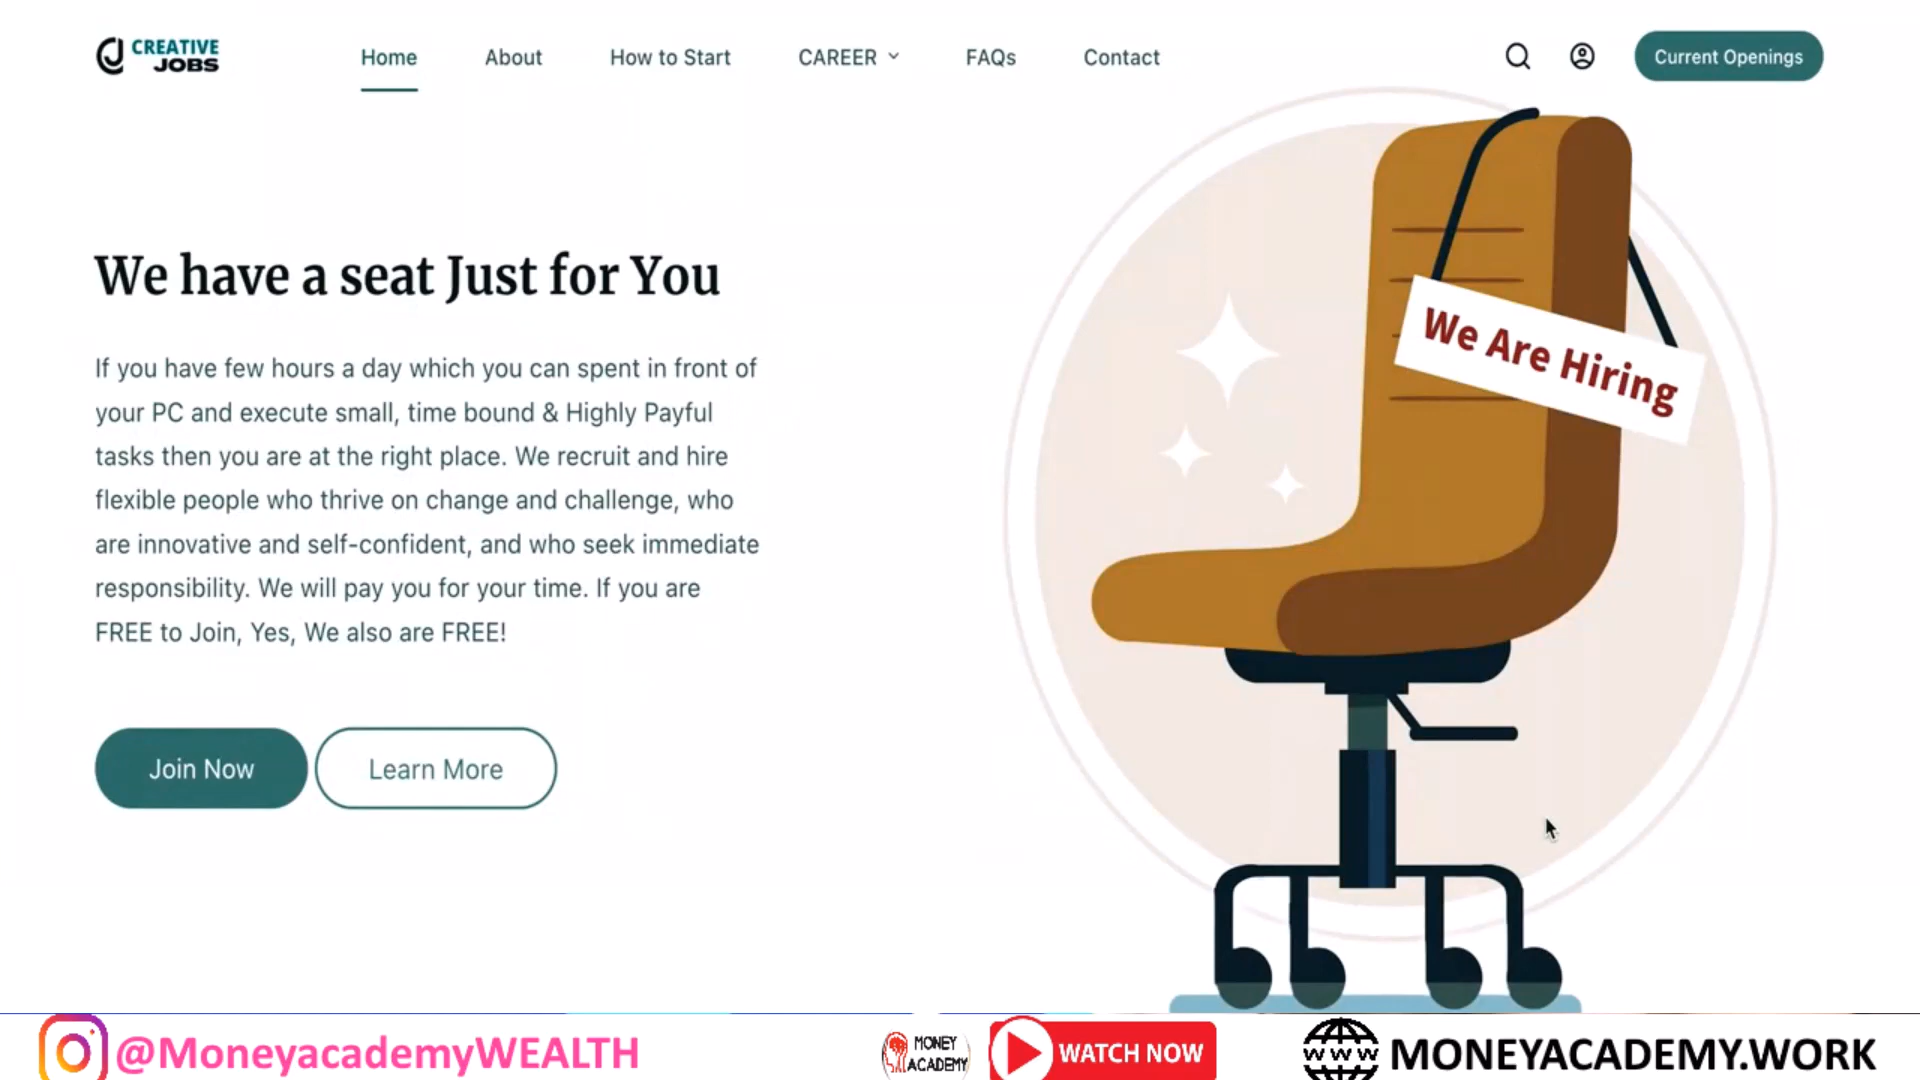 CREATIVE
JOBS
Home
About
How to Start
CAREER
FAQs
Contact
Current Openings
We have a seat Just for You
If you have few hours a day which you can spent in front of
your PC and execute small, time bound & Highly Payful
tasks then you are at the right place. We recruit and hire
flexible people who thrive on change and challenge, who
are innovative and self-confident, and who seek immediate
responsibility. We will pay you for your time. If you are
FREE to Join, Yes, We also are FREE!
Join Now
Learn More
We Are Hiring
@MoneyacademyWEALTH
MONEY
ACADEMY
WATCH NOW
WWW
MONEYACADEMY.WORK